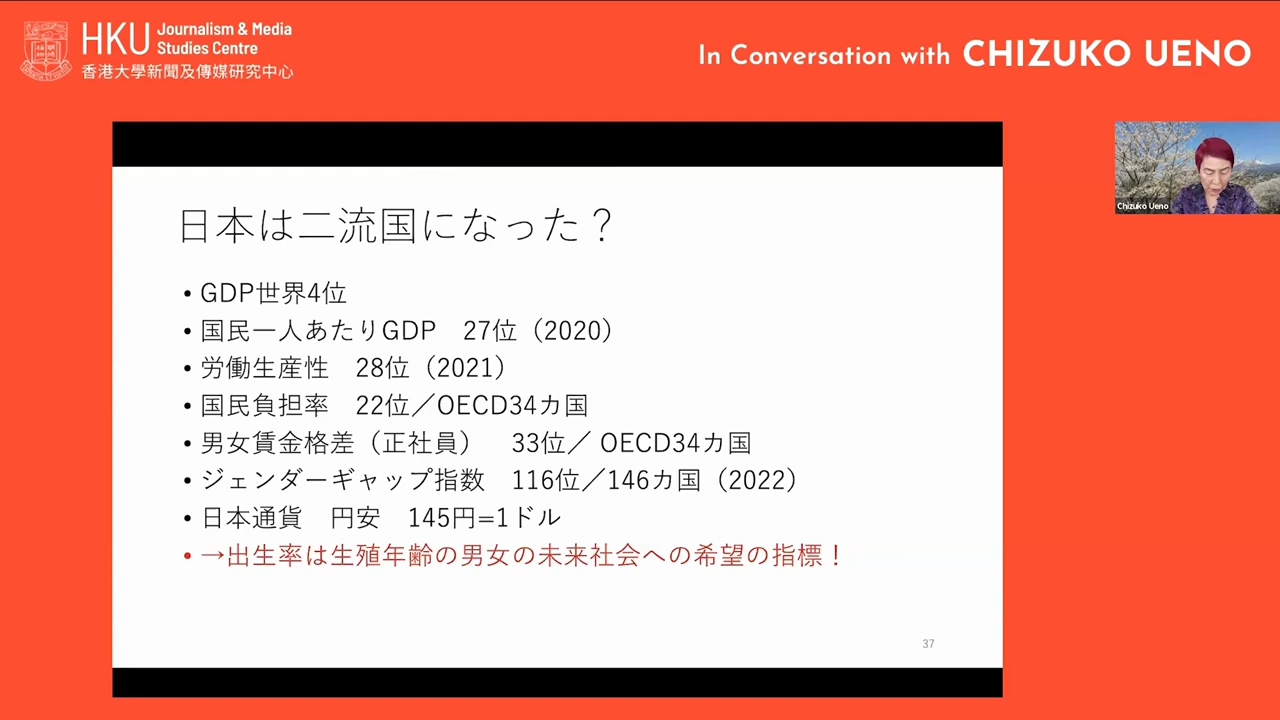 HKU Journalism & Media
Studies Centre
香港大學新聞及傳媒研究中心
In Conversation with CHIZUKO UENO
Chizuko Ueno
日本は二流国になった？
• GDP世界4位
• 国民一人あたりGDP　27位（2020）
• 労働生産性　28位（2021）
• 国民負担率　22位／OECD34カ国
• 男女賃金格差（正社員）　33位／ OECD34カ国
• ジェンダーギャップ指数　116位／146カ国（2022）
• 日本通貨　円安　145円=1ドル
• →出生率は生殖年齢の男女の未来社会への希望の指標！
37